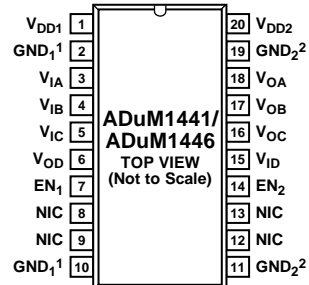 VDD1 1 20 VDD2
GND1¹ 2 19 GND2²
VIA 3 18 VOA
VIB 4 17 VOB
VIC 5 16 VOC
VOD 6 15 VID
EN1 7 14 EN2
NIC 8 13 NIC
NIC 9 12 NIC
GND1¹ 10 11 GND2²
ADuM1441/
ADuM1446
TOP VIEW
(Not to Scale)